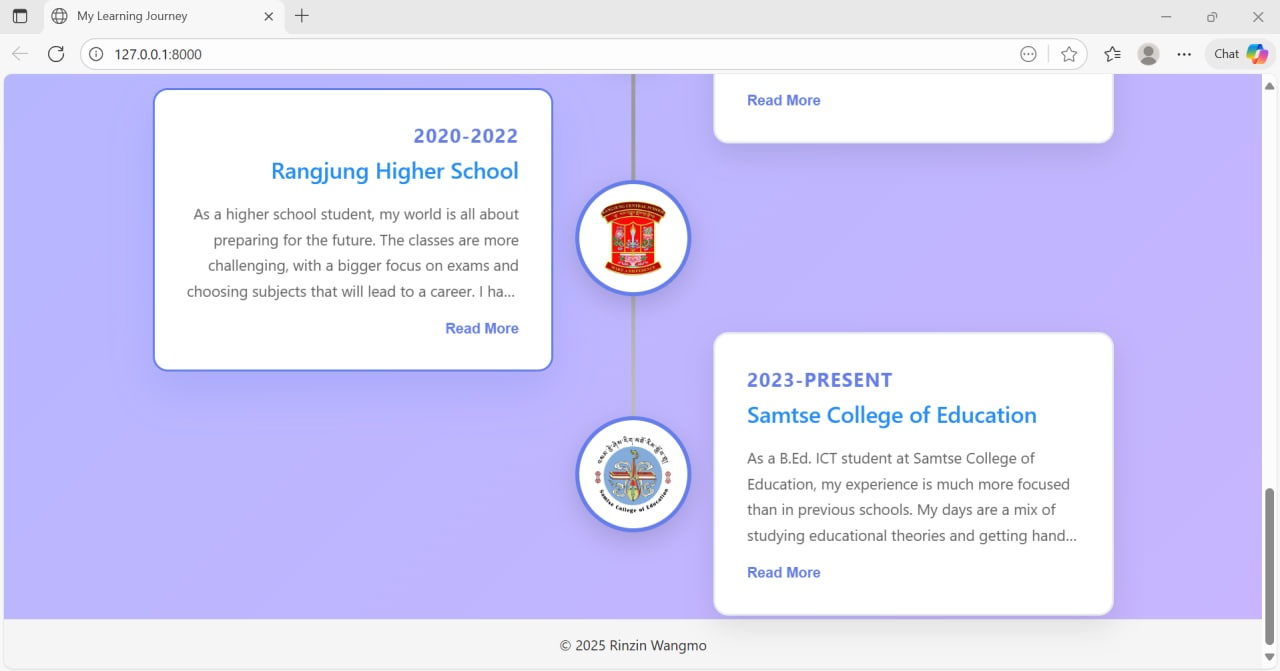 My Learning Journey
127.0.0.1:8000
Chat
Read More
2020-2022
Rangjung Higher School
As a higher school student, my world is all about
preparing for the future. The classes are more
challenging, with a bigger focus on exams and
choosing subjects that will lead to a career. I ha...
Read More
2023-PRESENT
Samtse College of Education
As a B.Ed. ICT student at Samtse College of
Education, my experience is much more focused
than in previous schools. My days are a mix of
studying educational theories and getting hand...
Read More
Samtse College of Education
© 2025 Rinzin Wangmo